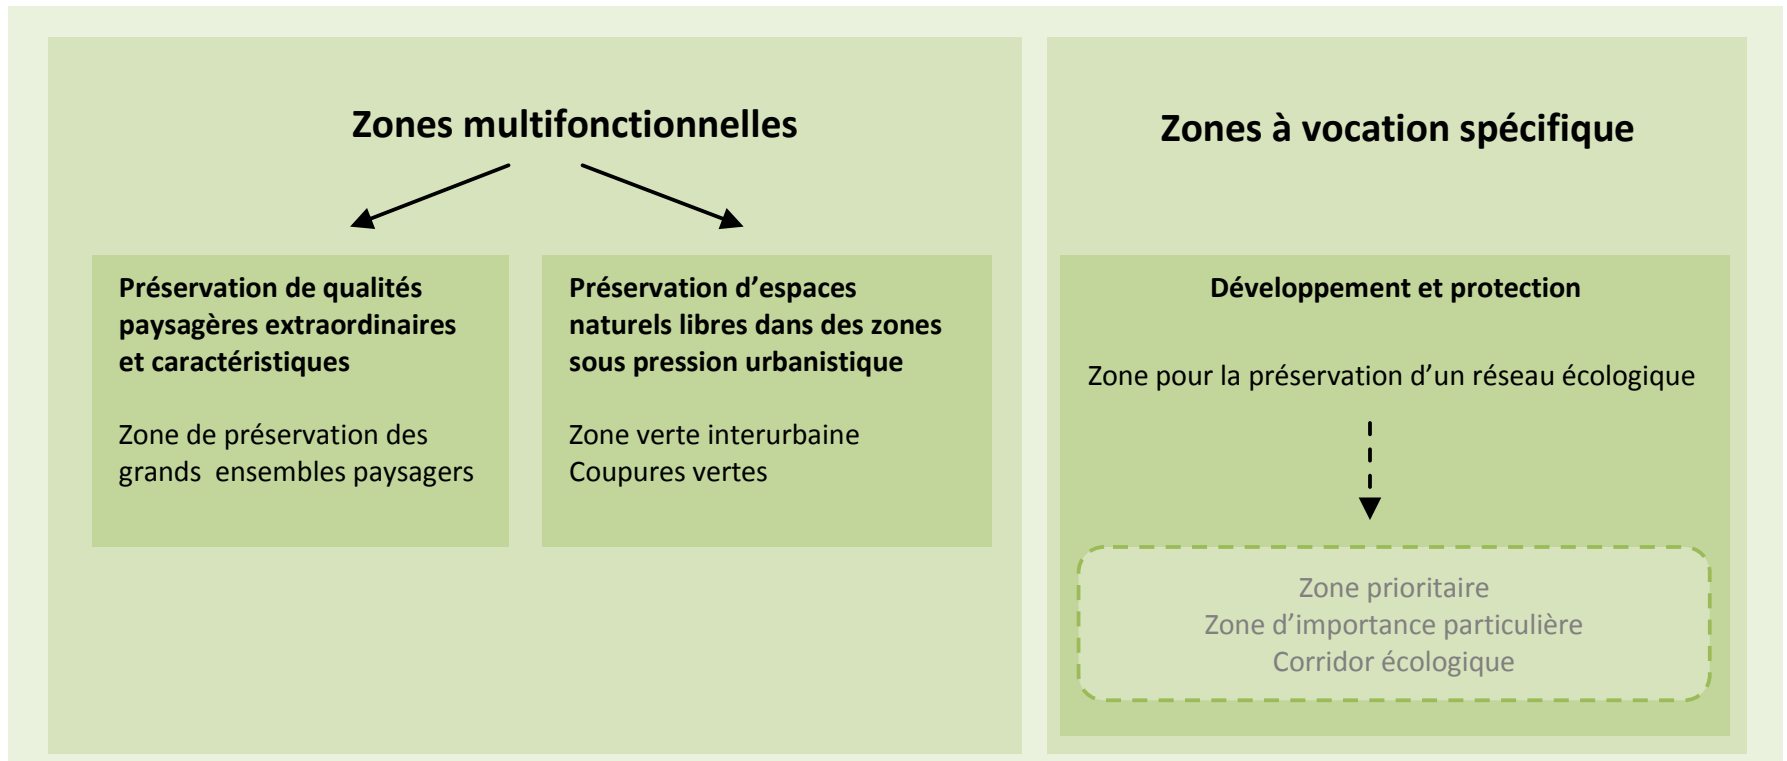 Zones multifonctionnelles
Préservation de qualités
paysagères extraordinaires
et caractéristiques
Zone de préservation des
grands ensembles paysagers
Préservation d’espaces
naturels libres dans des zones
sous pression urbanistique
Zone verte interurbaine
Coupures vertes
Zones à vocation spécifique
Développement et protection
Zone pour la préservation d’un réseau écologique
Zone prioritaire
Zone d’importance particulière
Corridor écologique